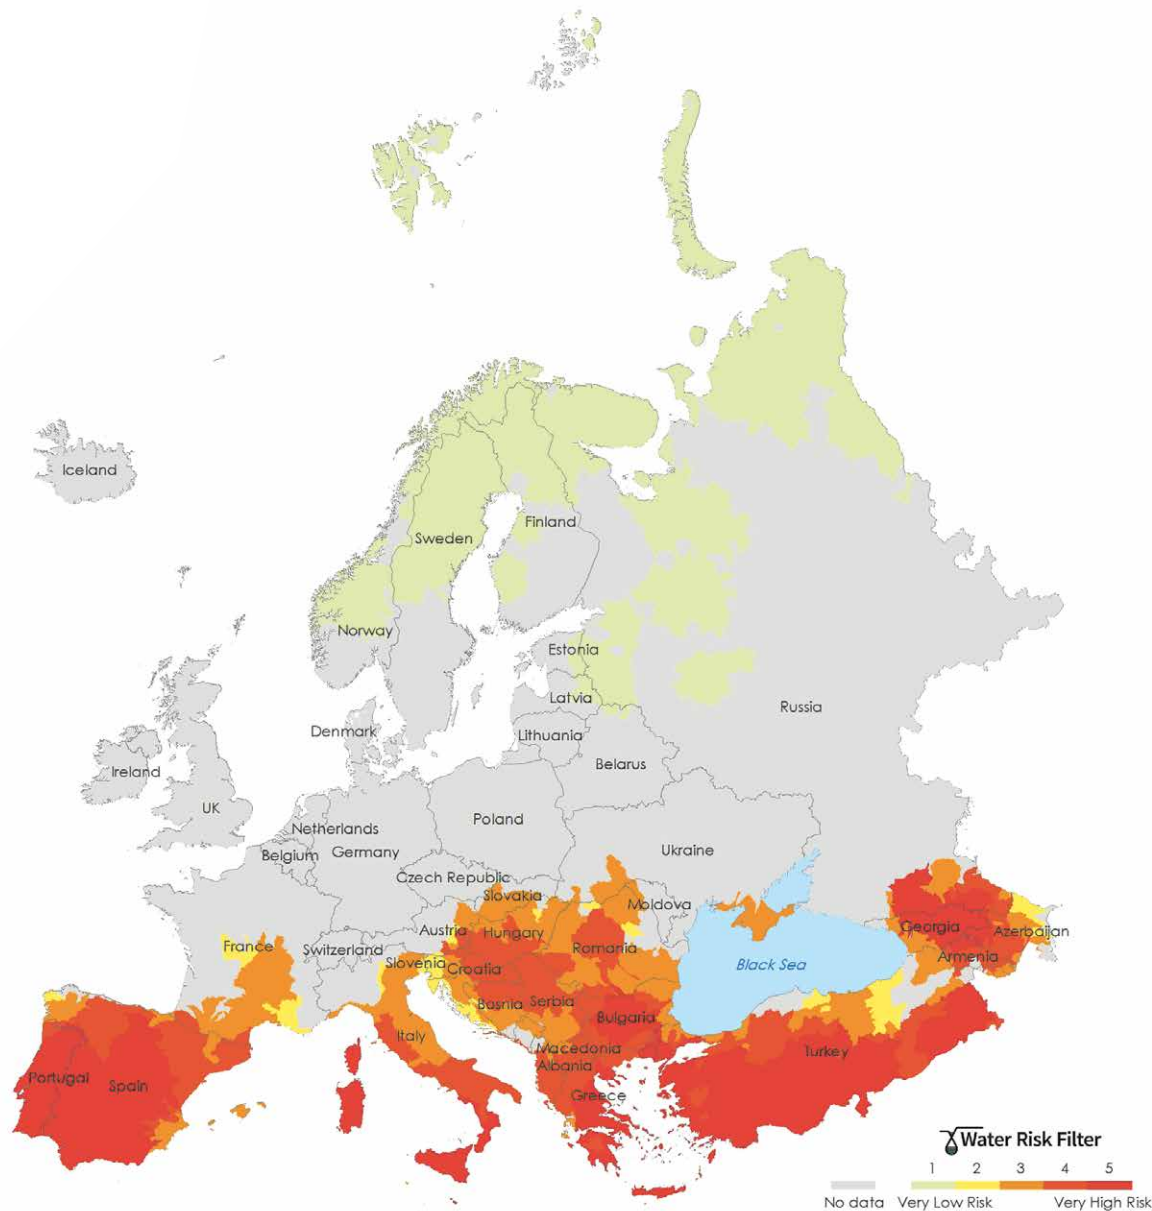 Iceland
Finland
Sweden
Norway
Estonia
Latvia
Russia
Denmark
Lithuania
Ireland
Belarus
UK
Netherlands
Poland
Belgium
Germany
Ukraine
Czech Republic
Slovakia
Moldova
Austria
Hungary
Georgia
France
Switzerland
Romania
Azerbaijan
Slovenia
Croatia
Black Sea
Armenia
Bosnia
Serbia
Bulgaria
Italy
Macedonia
Turkey
Albania
Portugal
Spain
Greece
Water Risk Filter
1 2 3 4 5
No data Very Low Risk Very High Risk